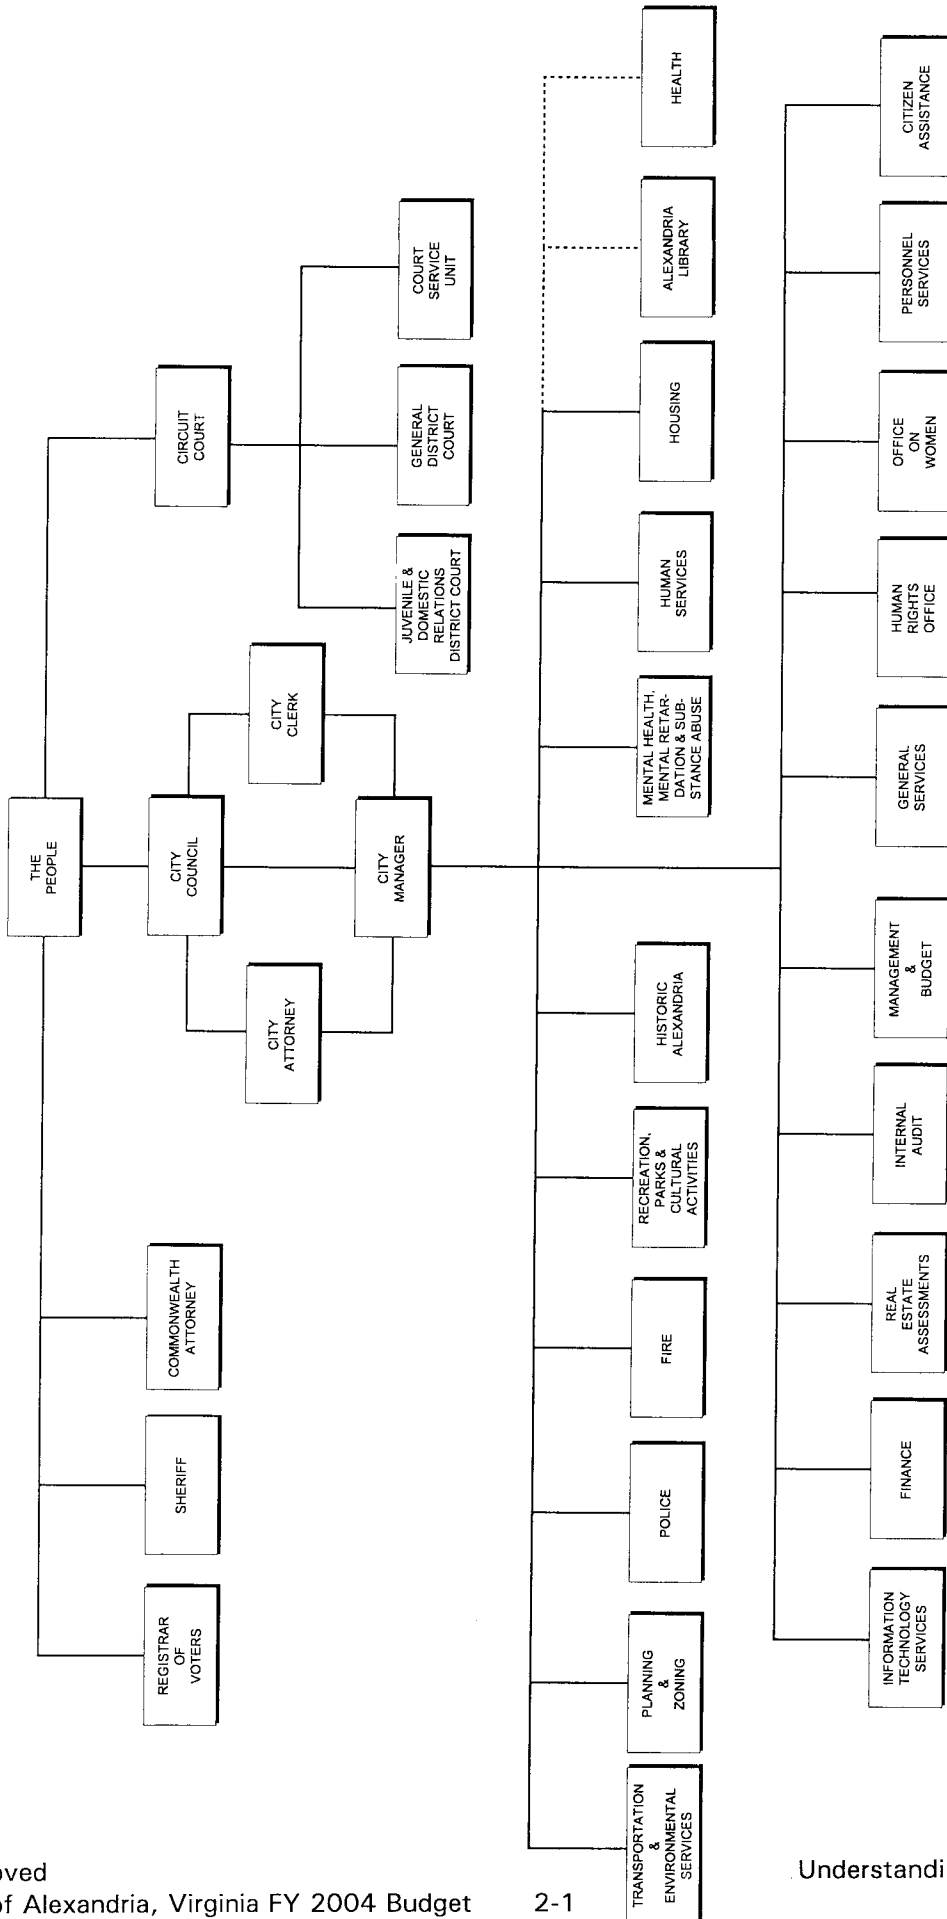 THE
PEOPLE
REGISTRAR
OF
VOTERS
SHERIFF
COMMONWEALTH
ATTORNEY
CITY
COUNCIL
CIRCUIT
COURT
CITY
ATTORNEY
CITY
CLERK
CITY
MANAGER
JUVENILE &
DOMESTIC
RELATIONS
DISTRICT COURT
GENERAL
DISTRICT
COURT
COURT
SERVICE
UNIT
TRANSPORTATION
&
ENVIRONMENTAL
SERVICES
PLANNING
&
ZONING
POLICE
FIRE
RECREATION,
PARKS &
CULTURAL
ACTIVITIES
HISTORIC
ALEXANDRIA
MENTAL HEALTH,
MENTAL RETAR-
DATION & SUB-
STANCE ABUSE
HUMAN
SERVICES
HOUSING
ALEXANDRIA
LIBRARY
HEALTH
INFORMATION
TECHNOLOGY
SERVICES
FINANCE
REAL
ESTATE
ASSESSMENTS
INTERNAL
AUDIT
MANAGEMENT
&
BUDGET
GENERAL
SERVICES
HUMAN
RIGHTS
OFFICE
OFFICE
ON
WOMEN
PERSONNEL
SERVICES
CITIZEN
ASSISTANCE
oved
of Alexandria, Virginia FY 2004 Budget 2-1 Understandi